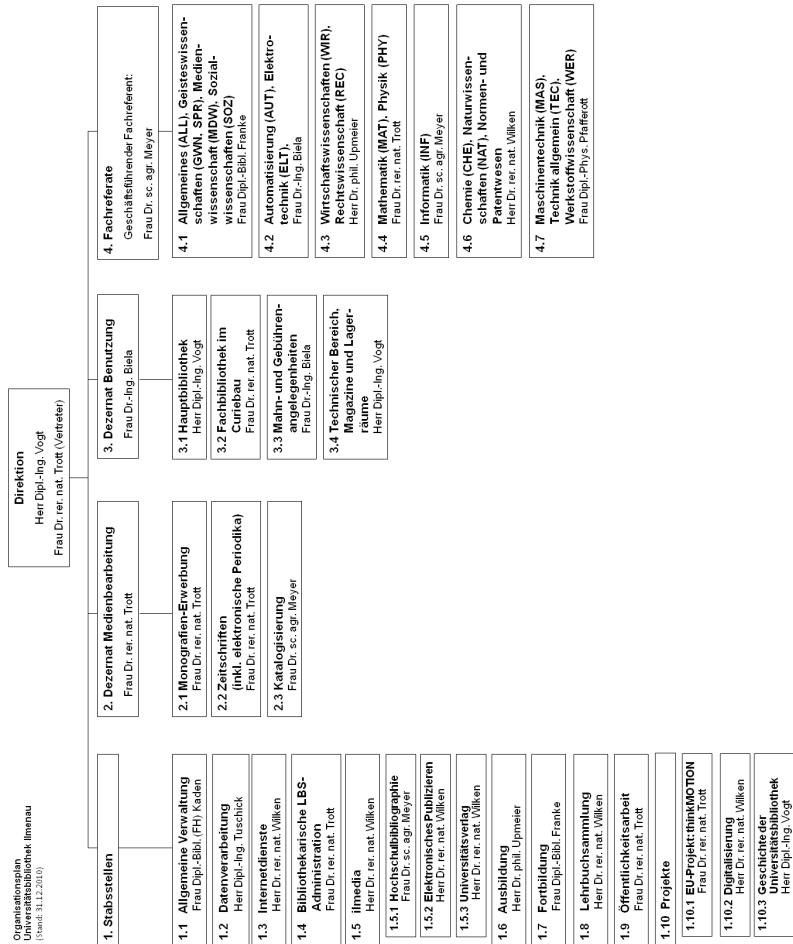 Organisationsplan
Universitätsbibliothek Ilmenau
(Stand: 31.12.2010)
Direktion
Herr Dipl.-Ing. Vogt
Frau Dr. rer. nat. Trott (Vertreter)
1. Stabsstellen
1.1 Allgemeine Verwaltung
Frau Dipl.-Bibl. (FH) Kaden
1.2 Datenverarbeitung
Herr Dipl.-Ing. Tuschick
1.3 Internetdienste
Herr Dr. rer. nat. Wilken
1.4 Bibliothekarische LBS-
Administration
Frau Dr. rer. nat. Trott
1.5 ilmedia
Herr Dr. rer. nat. Wilken
1.5.1 Hochschulbibliographie
Frau Dr. sc. agr. Meyer
1.5.2 Elektronisches Publizieren
Herr Dr. rer. nat. Wilken
1.5.3 Universitätsverlag
Herr Dr. rer. nat. Wilken
1.6 Ausbildung
Herr Dr. phil. Upmeier
1.7 Fortbildung
Frau Dipl.-Bibl. Franke
1.8 Lehrbuchsammlung
Herr Dr. rer. nat. Wilken
1.9 Öffentlichkeitsarbeit
Frau Dr. rer. nat. Trott
1.10 Projekte
1.10.1 EU-Projekt: thinkMOTION
Frau Dr. rer. nat. Trott
1.10.2 Digitalisierung
Herr Dr. rer. nat. Wilken
1.10.3 Geschichte der
Universitätsbibliothek
Herr Dipl.-Ing. Vogt
2. Dezernat Medienbearbeitung
Frau Dr. rer. nat. Trott
2.1 Monografien-Erwerbung
Frau Dr. rer. nat. Trott
2.2 Zeitschriften
(inkl. elektronische Periodika)
Frau Dr. rer. nat. Trott
2.3 Katalogisierung
Frau Dr. sc. agr. Meyer
3. Dezernat Benutzung
Frau Dr.-Ing. Biela
3.1 Hauptbibliothek
Herr Dipl.-Ing. Vogt
3.2 Fachbibliothek im
Curiebau
Frau Dr. rer. nat. Trott
3.3 Mahn- und Gebühren-
angelegenheiten
Frau Dr.-Ing. Biela
3.4 Technischer Bereich,
Magazine und Lager-
räume
Herr Dipl.-Ing. Vogt
4. Fachreferate
Geschäftsführender Fachreferent:
Frau Dr. sc. agr. Meyer
4.1 Allgemeines (ALL), Geisteswissen-
schaften (GWN, SPR), Medien-
wissenschaft (MDW), Sozial-
wissenschaften (SOZ)
Frau Dipl.-Bibl. Franke
4.2 Automatisierung (AUT), Elektro-
technik (ELT),
Frau Dr.-Ing. Biela
4.3 Wirtschaftswissenschaften (WIR),
Rechtswissenschaft (REC)
Herr Dr. phil. Upmeier
4.4 Mathematik (MAT), Physik (PHY)
Frau Dr. rer. nat. Trott
4.5 Informatik (INF)
Frau Dr. sc. agr. Meyer
4.6 Chemie (CHE), Naturwissen-
schaften (NAT), Normen- und
Patentwesen
Herr Dr. rer. nat. Wilken
4.7 Maschinentechnik (MAS),
Technik allgemein (TEC),
Werkstoffwissenschaft (WER)
Frau Dipl.-Phys. Pfafferott